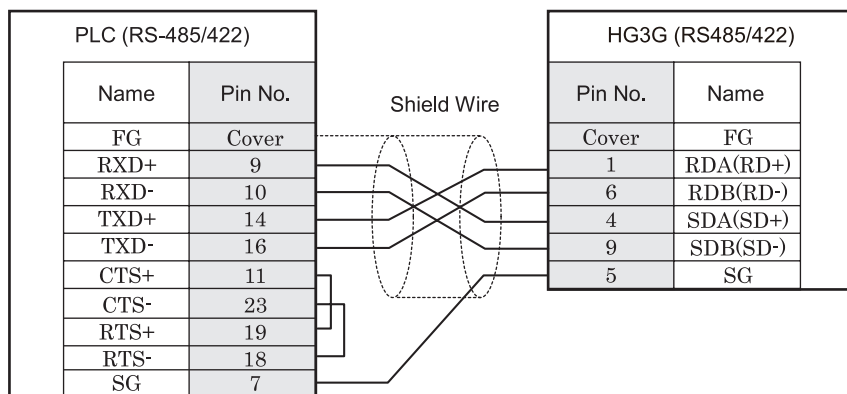 PLC (RS-485/422)
HG3G (RS485/422)
Name Pin No.
Shield Wire
Pin No. Name
FG Cover
Cover FG
RXD+ 9
1 RDA(RD+)
RXD- 10
6 RDB(RD-)
TXD+ 14
4 SDA(SD+)
TXD- 16
9 SDB(SD-)
CTS+ 11
5 SG
CTS- 23
RTS+ 19
RTS- 18
SG 7